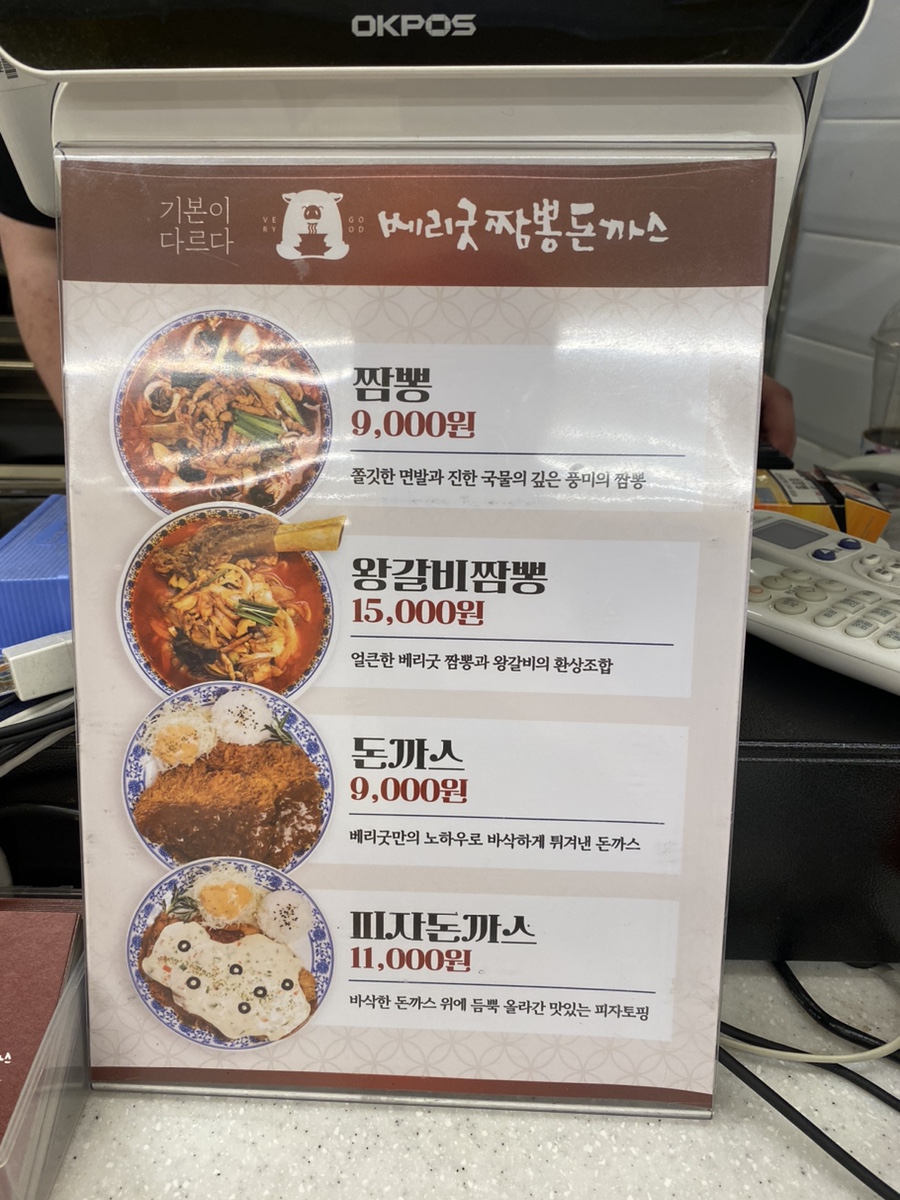 OKPOS
기본이
다르다
VE
RY
GO
OD
베리굿짬뽕돈까스
짬뽕
9,000원
쫄깃한 면발과 진한 국물의 깊은 풍미의 짬뽕
왕갈비짬뽕
15,000원
얼큰한 베리굿 짬뽕과 왕갈비의 환상조합
돈까스
9,000원
베리굿만의 노하우로 바삭하게 튀겨낸 돈까스
피자돈까스
11,000원
바삭한 돈까스 위에 듬뿍 올라간 맛있는 피자토핑